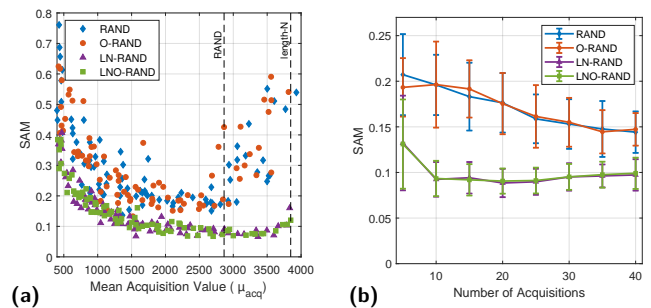 0.8
0.7
0.6
0.5
0.4
0.3
0.2
0.1
0
SAM
RAND
O-RAND
LN-RAND
LNO-RAND
RAND
length-N
500 1000 1500 2000 2500 3000 3500 4000
Mean Acquisition Value ( μacq)
(a)
0.25
0.2
0.15
0.1
0.05
0
SAM
RAND
O-RAND
LN-RAND
LNO-RAND
10 20 30 40
Number of Acquisitions
(b)